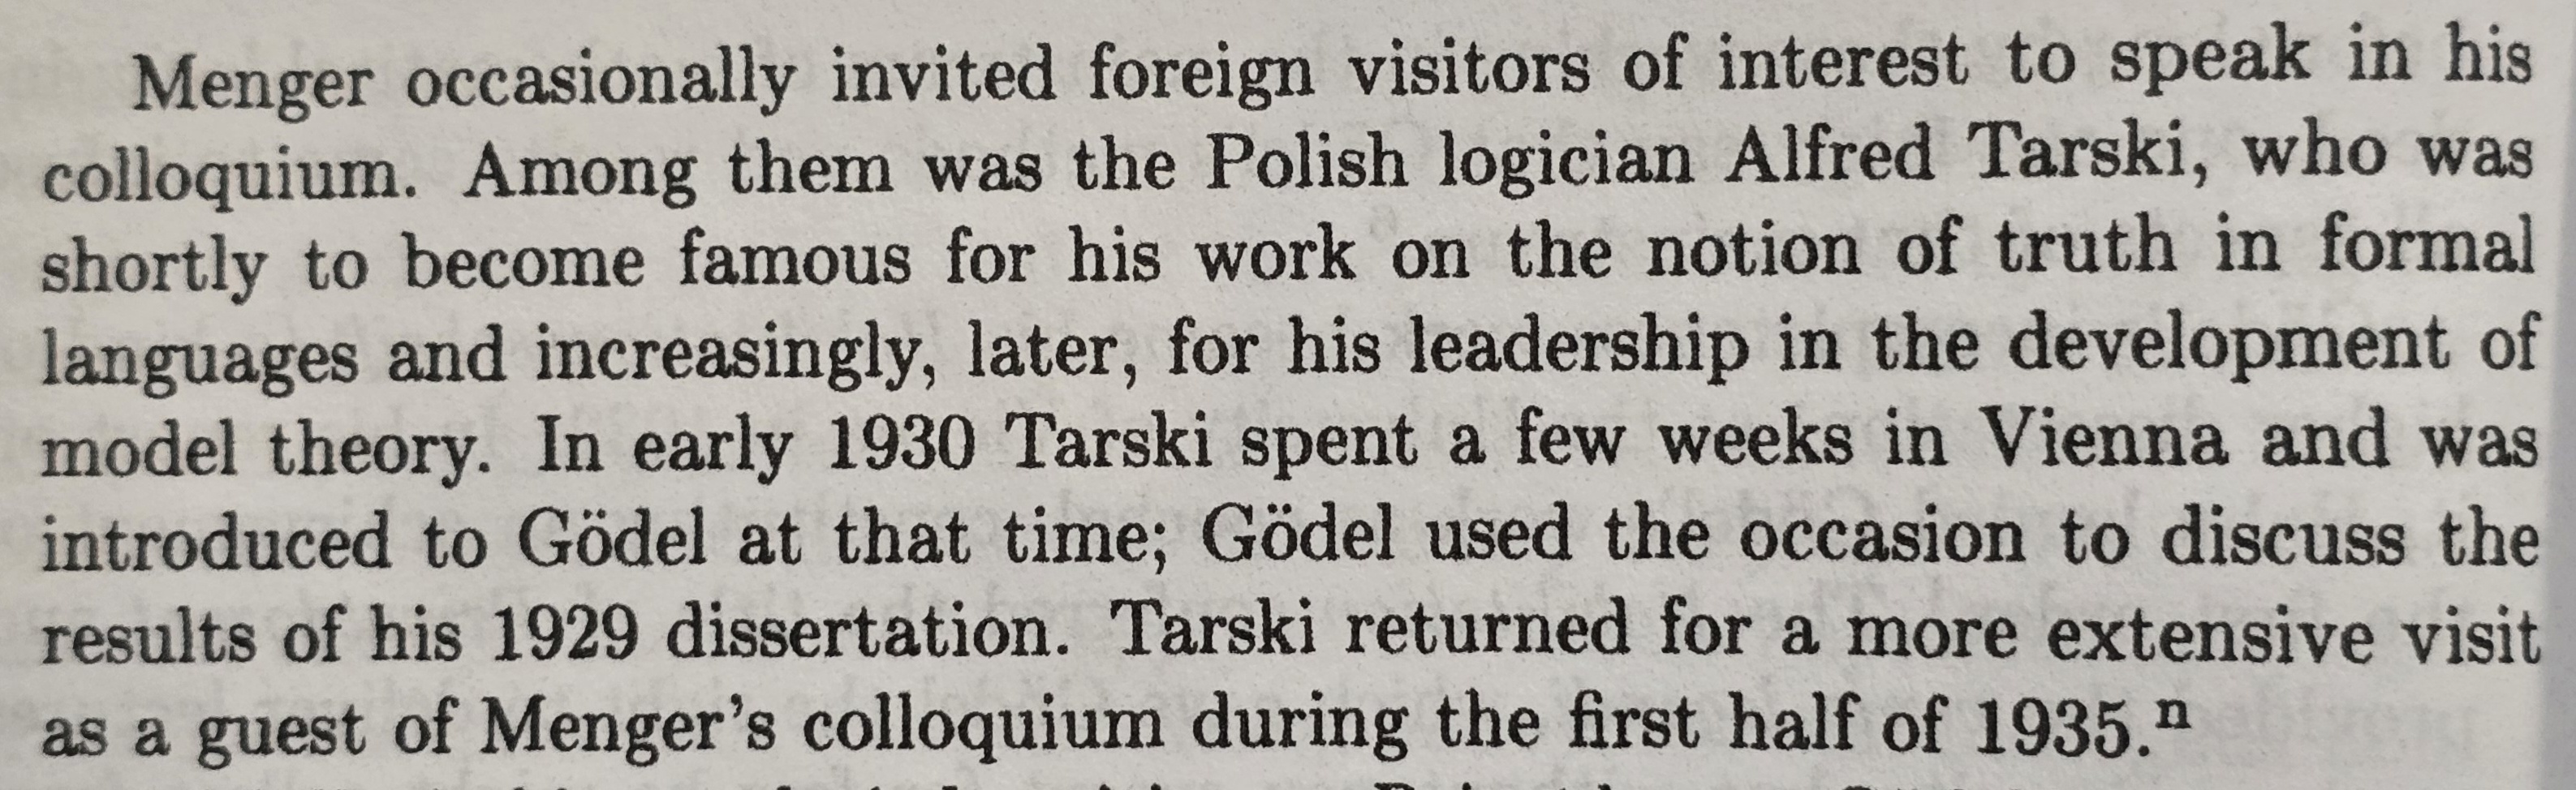 Menger occasionally invited foreign visitors of interest to speak in his
colloquium. Among them was the Polish logician Alfred Tarski, who was
shortly to become famous for his work on the notion of truth in formal
languages and increasingly, later, for his leadership in the development of
model theory. In early 1930 Tarski spent a few weeks in Vienna and was
introduced to Gödel at that time; Gödel used the occasion to discuss the
results of his 1929 dissertation. Tarski returned for a more extensive visit
as a guest of Menger’s colloquium during the first half of 1935.ⁿ